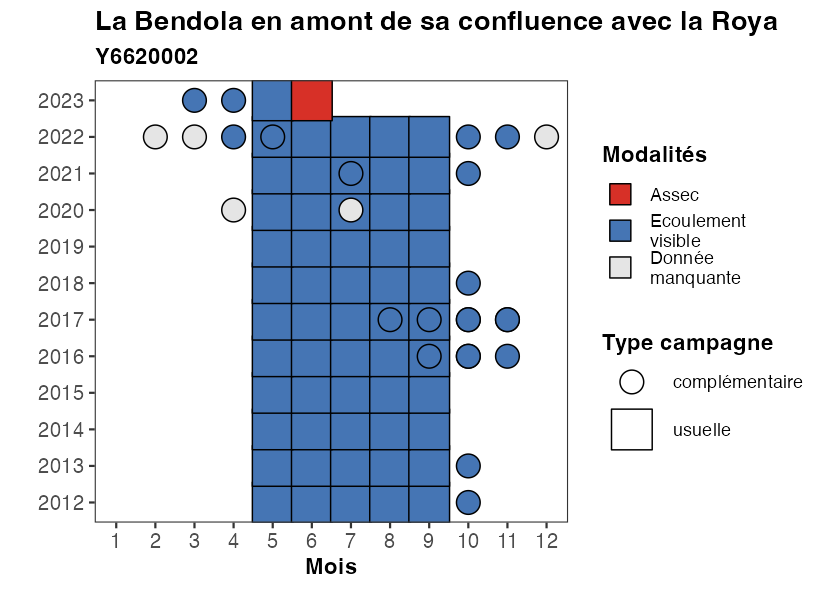 La Bendola en amont de sa confluence avec la Roya
Y6620002
2023
2022
2021
2020
2019
2018
2017
2016
2015
2014
2013
2012
1 2 3 4 5 6 7 8 9 10 11 12
Mois
Modalités
Assec
Ecoulement
visible
Donnée
manquante
Type campagne
complémentaire
usuelle